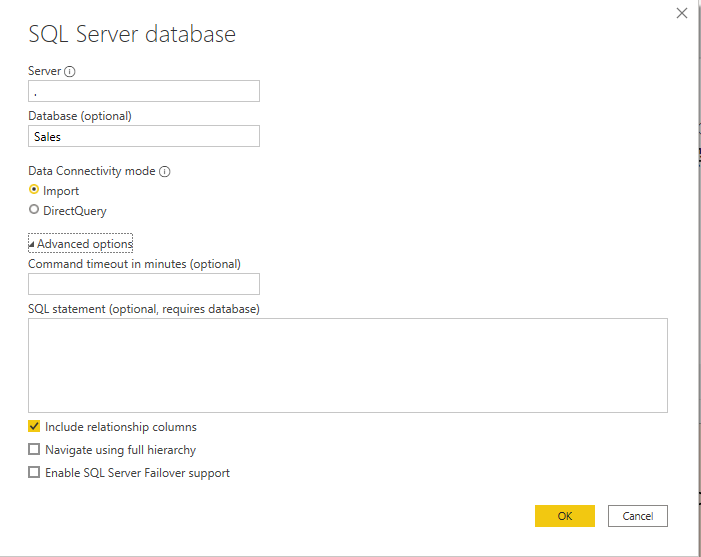 SQL Server database
Server
.
Database (optional)
Sales
Data Connectivity mode
Import
DirectQuery
Advanced options
Command timeout in minutes (optional)
SQL statement (optional, requires database)
Include relationship columns
Navigate using full hierarchy
Enable SQL Server Failover support
OK Cancel